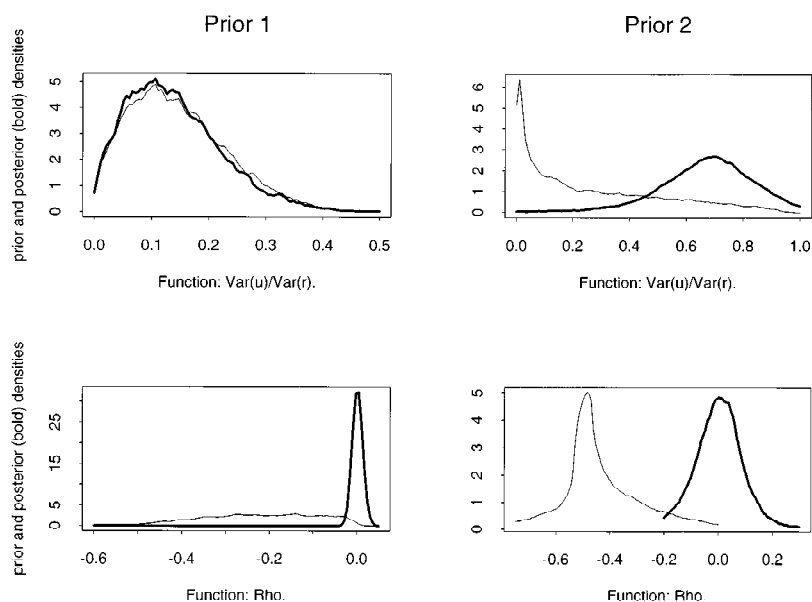 Prior 1
Prior 2
prior and posterior (bold) densities
5
4
3
2
1
0
0.0 0.1 0.2 0.3 0.4 0.5
Function: Var(u)/Var(r).
6
5
4
3
2
1
0
0.0 0.2 0.4 0.6 0.8 1.0
Function: Var(u)/Var(r).
prior and posterior (bold) densities
25
15
5
0
-0.6 -0.4 -0.2 0.0
Function: Rho.
5
4
3
2
1
0
-0.6 -0.4 -0.2 0.0 0.2
Function: Rho.